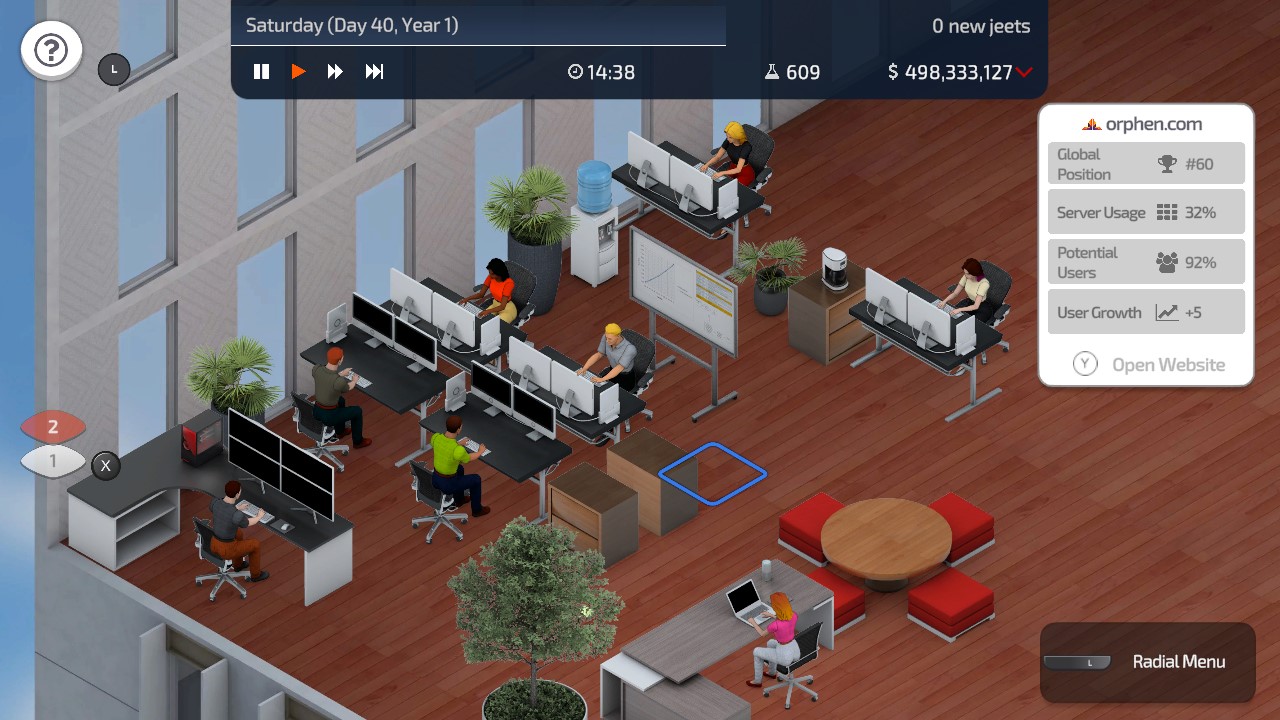 Saturday (Day 40, Year 1)
0 new jeets
?
L
14:38
609
$ 498,333,127
orphen.com
Global
Position
#60
Server Usage
32%
Potential
Users
92%
User Growth
+5
Y
Open Website
2
1
X
L
Radial Menu